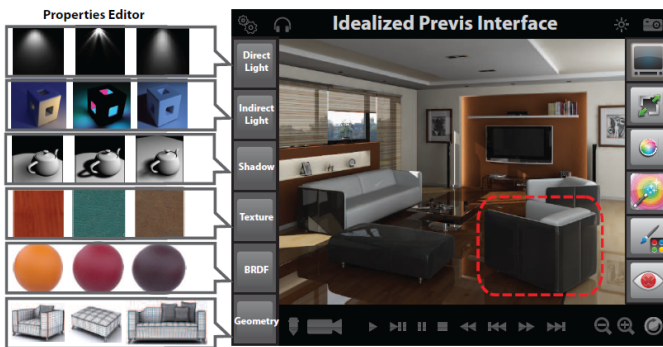 Properties Editor
Idealized Previs Interface
Direct
Light
Indirect
Light
Shadow
Texture
BRDF
Geometry